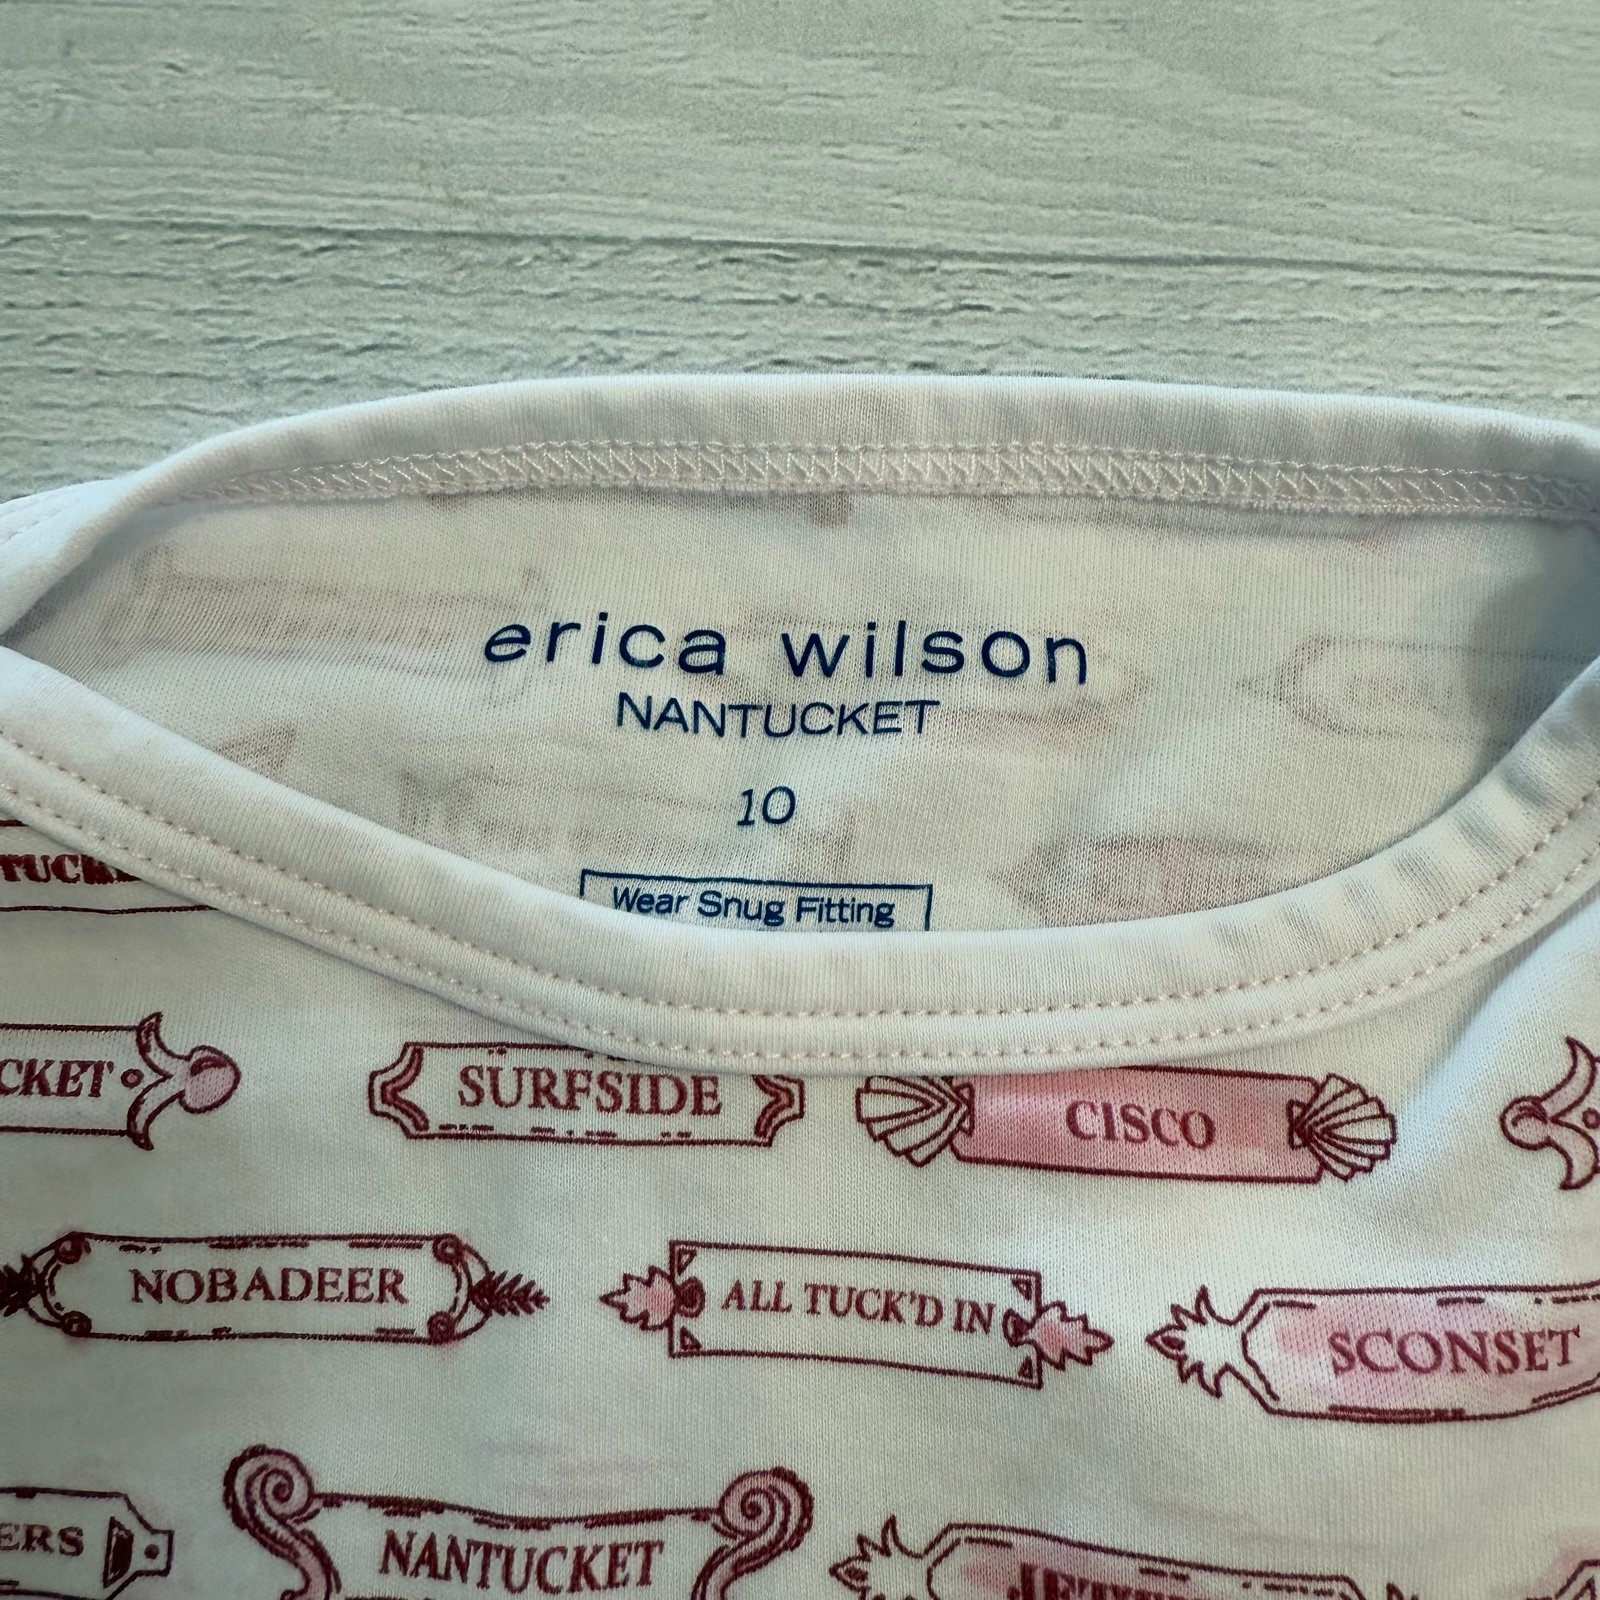 erica wilson
NANTUCKET
10
Wear Snug Fitting
SURFSIDE
CISCO
NOBADEER
ALL TUCK'D IN
SCONSET
NANTUCKET